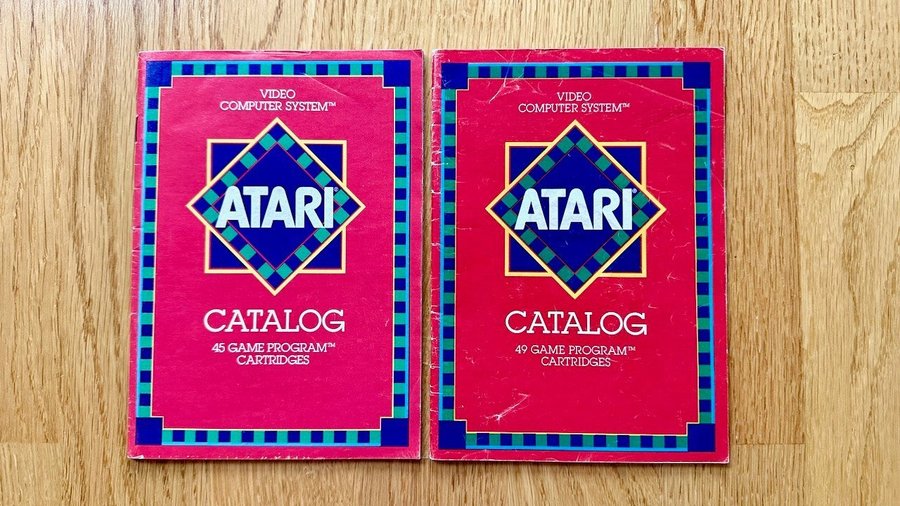 VIDEO
COMPUTER SYSTEM™
ATARI®
CATALOG
45 GAME PROGRAM™
CARTRIDGES
VIDEO
COMPUTER SYSTEM™
ATARI®
CATALOG
49 GAME PROGRAM™
CARTRIDGES